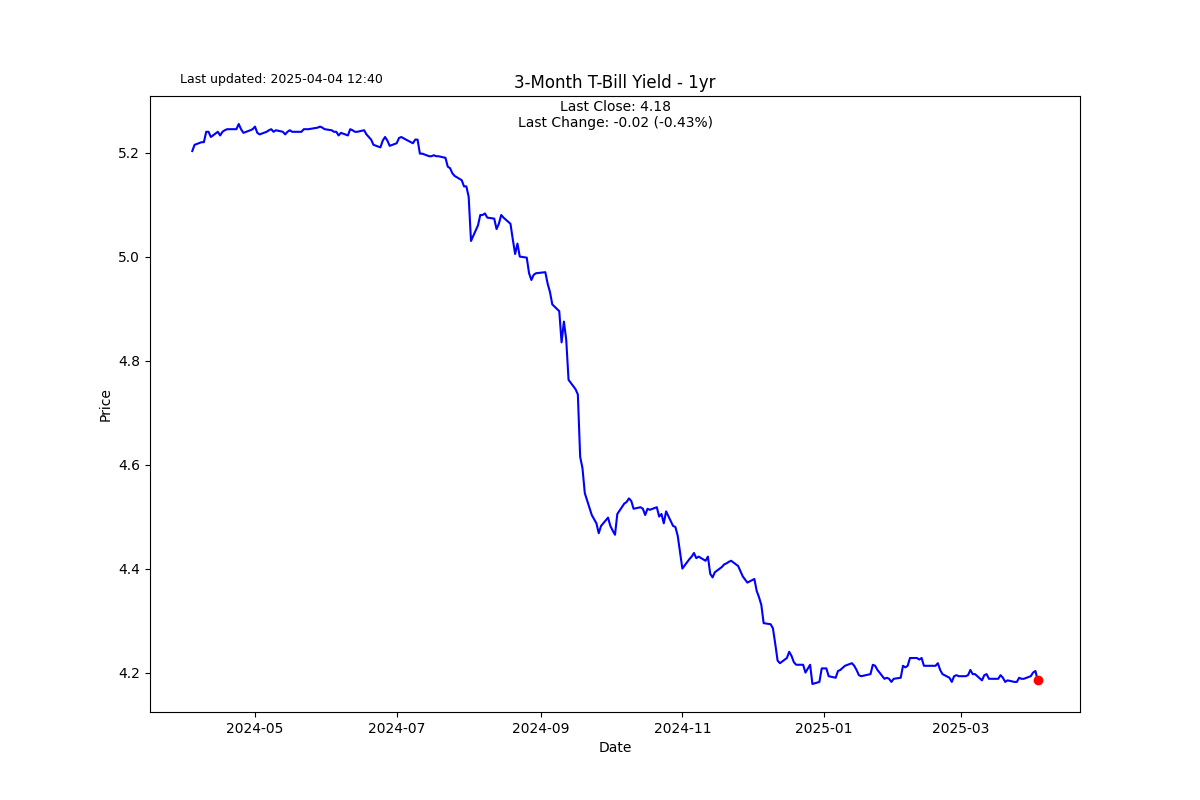 Last updated: 2025-04-04 12:40
3-Month T-Bill Yield - 1yr
Last Close: 4.18
Last Change: -0.02 (-0.43%)
5.2
5.0
4.8
4.6
4.4
4.2
Price
2024-05
2024-07
2024-09
2024-11
2025-01
2025-03
Date